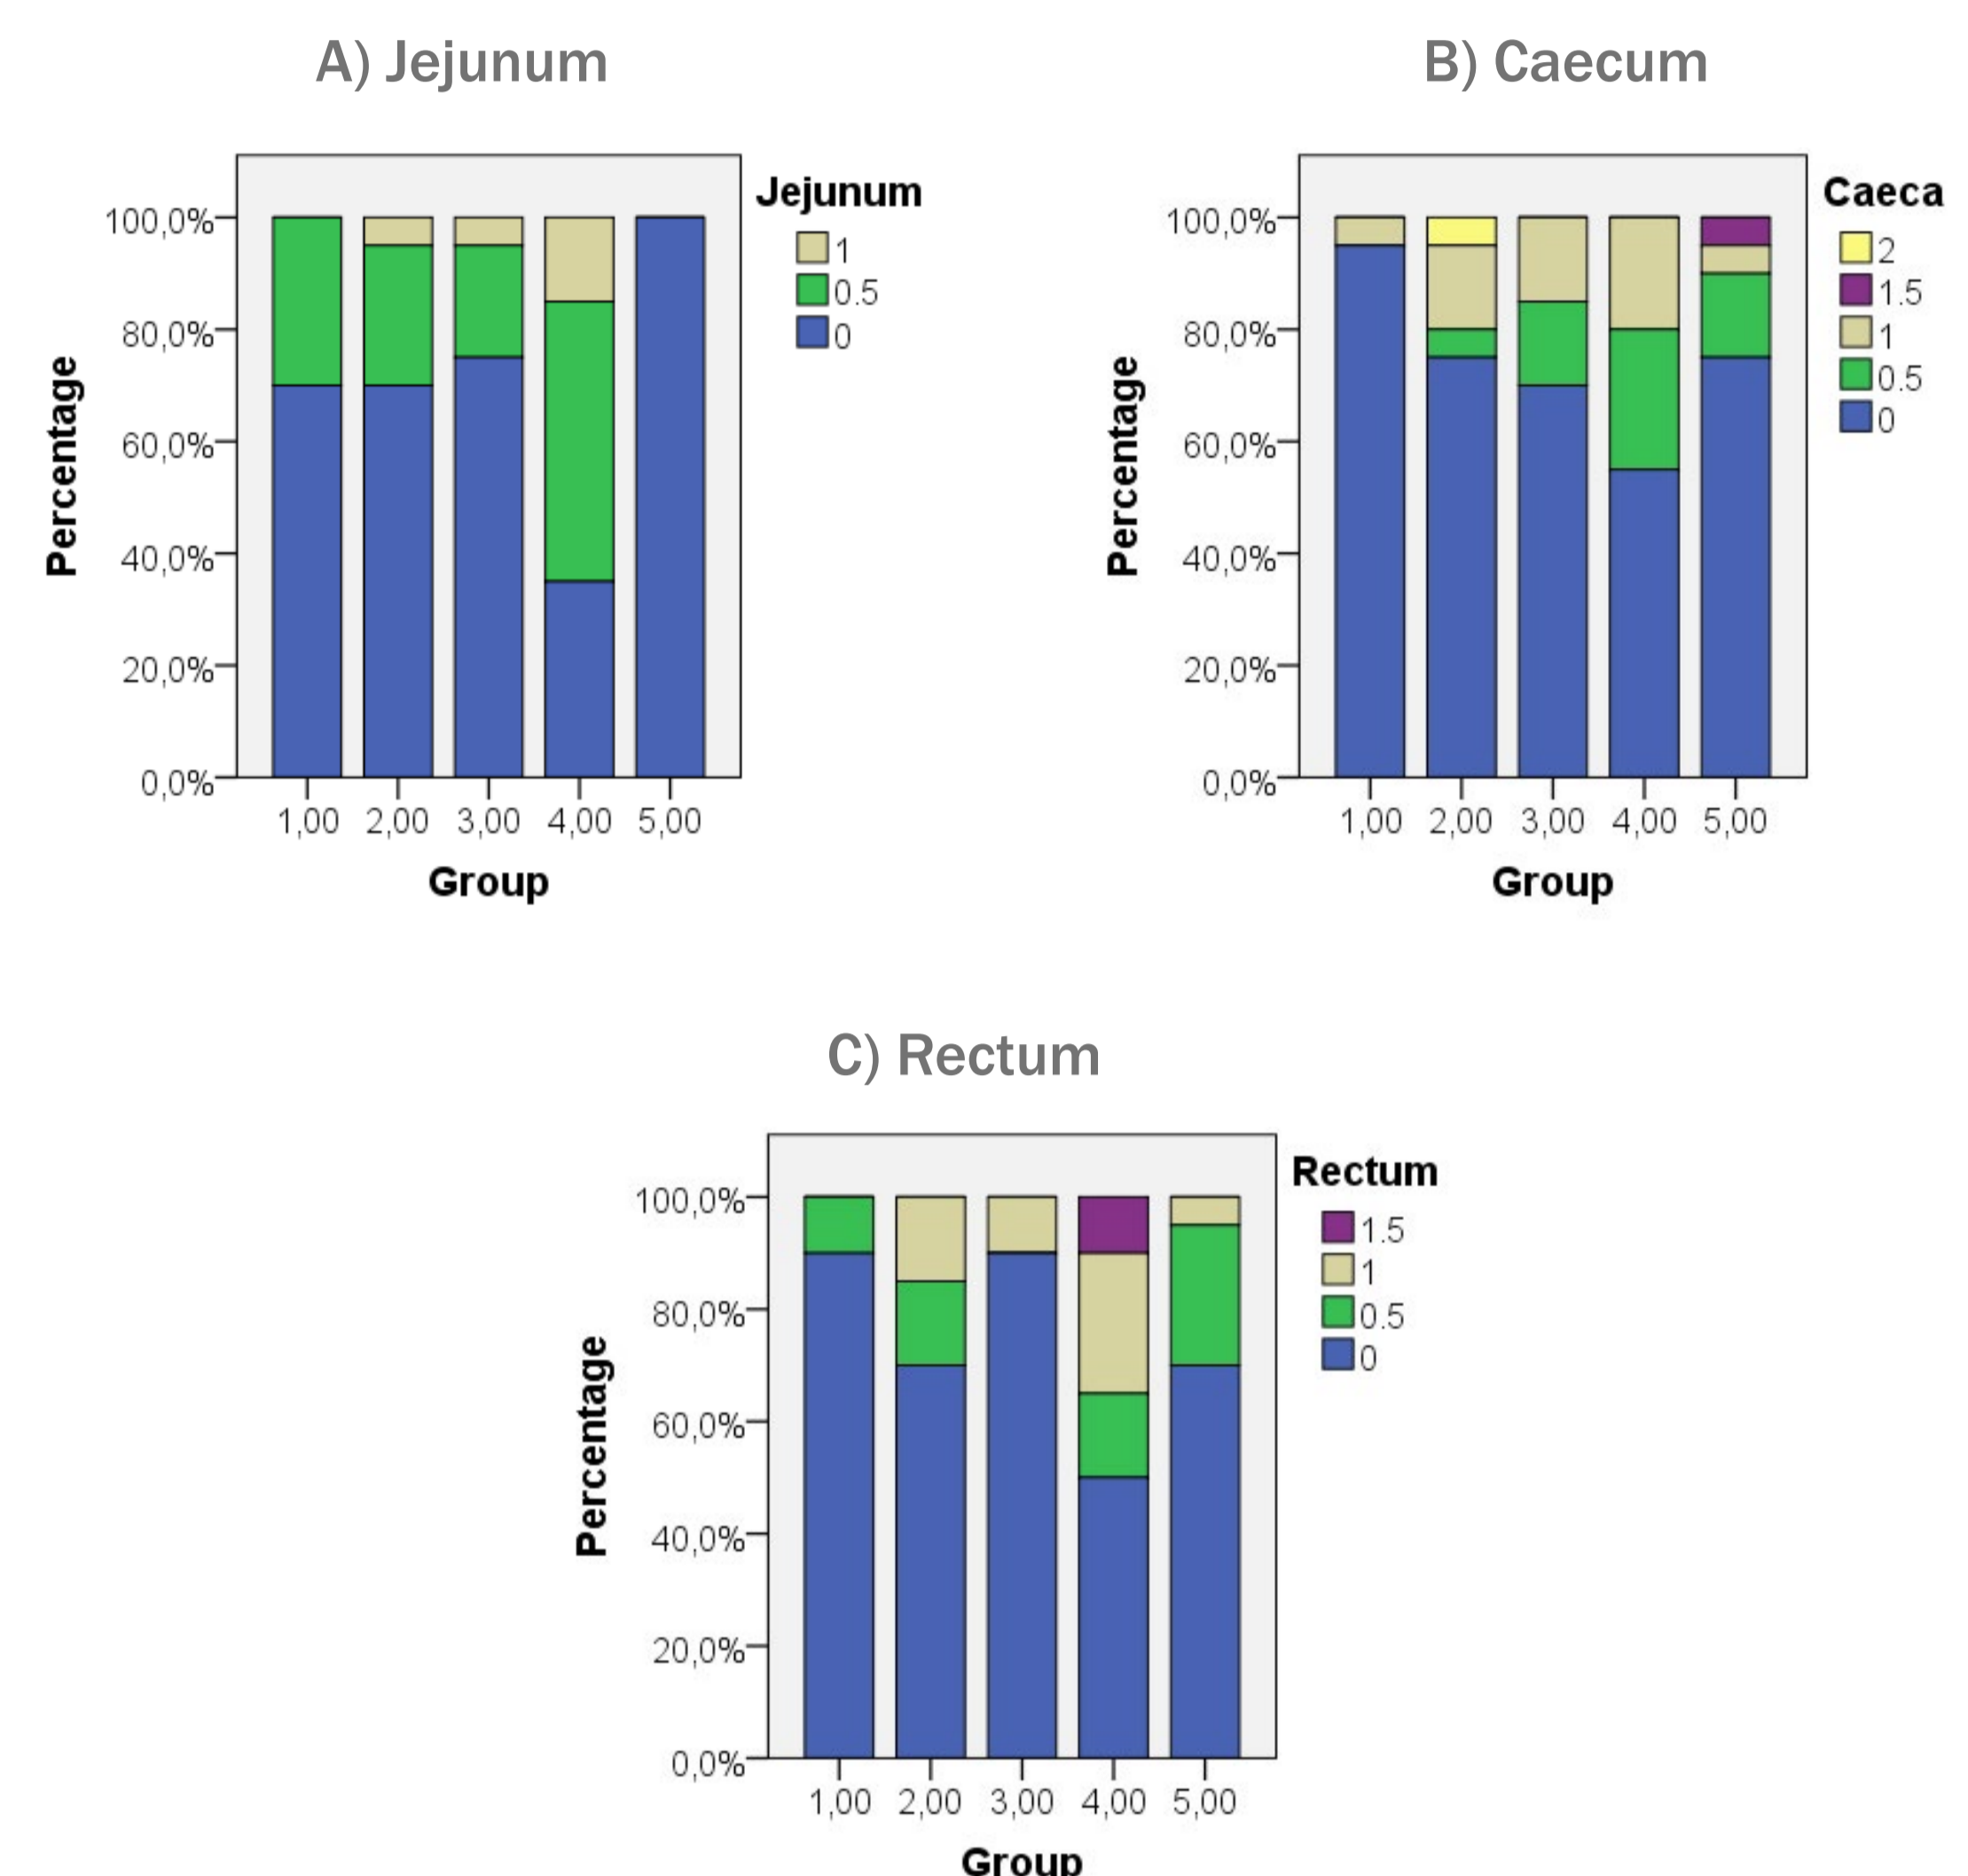 A) Jejunum
Percentage
100,0%
80,0%
60,0%
40,0%
20,0%
0,0%
1,00 2,00 3,00 4,00 5,00
Group
Jejunum
1
0.5
0
B) Caecum
Percentage
100,0%
80,0%
60,0%
40,0%
20,0%
0,0%
1,00 2,00 3,00 4,00 5,00
Group
Caeca
2
1.5
1
0.5
0
C) Rectum
Percentage
100,0%
80,0%
60,0%
40,0%
20,0%
0,0%
1,00 2,00 3,00 4,00 5,00
Group
Rectum
1.5
1
0.5
0